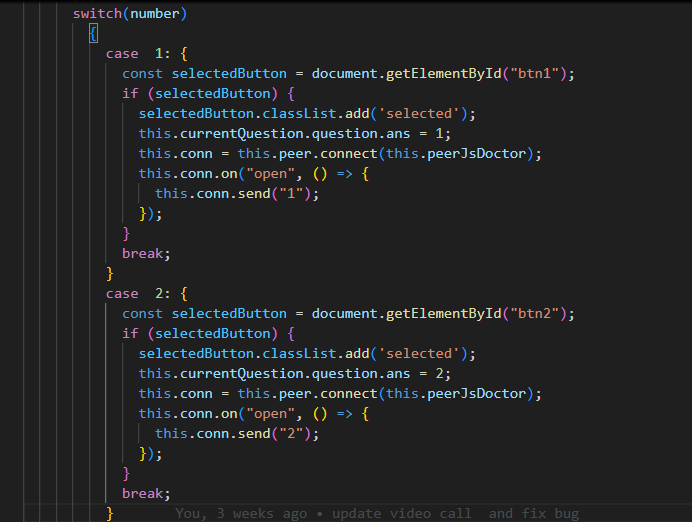 switch(number)
{
case  1: {
const selectedButton = document.getElementById("btn1");
if (selectedButton) {
selectedButton.classList.add('selected');
this.currentQuestion.question.ans = 1;
this.conn = this.peer.connect(this.peerJsDoctor);
this.conn.on("open", () => {
this.conn.send("1");
});
}
break;
}
case  2: {
const selectedButton = document.getElementById("btn2");
if (selectedButton) {
selectedButton.classList.add('selected');
this.currentQuestion.question.ans = 2;
this.conn = this.peer.connect(this.peerJsDoctor);
this.conn.on("open", () => {
this.conn.send("2");
});
}
break;
}       You, 3 weeks ago • update video call  and fix bug